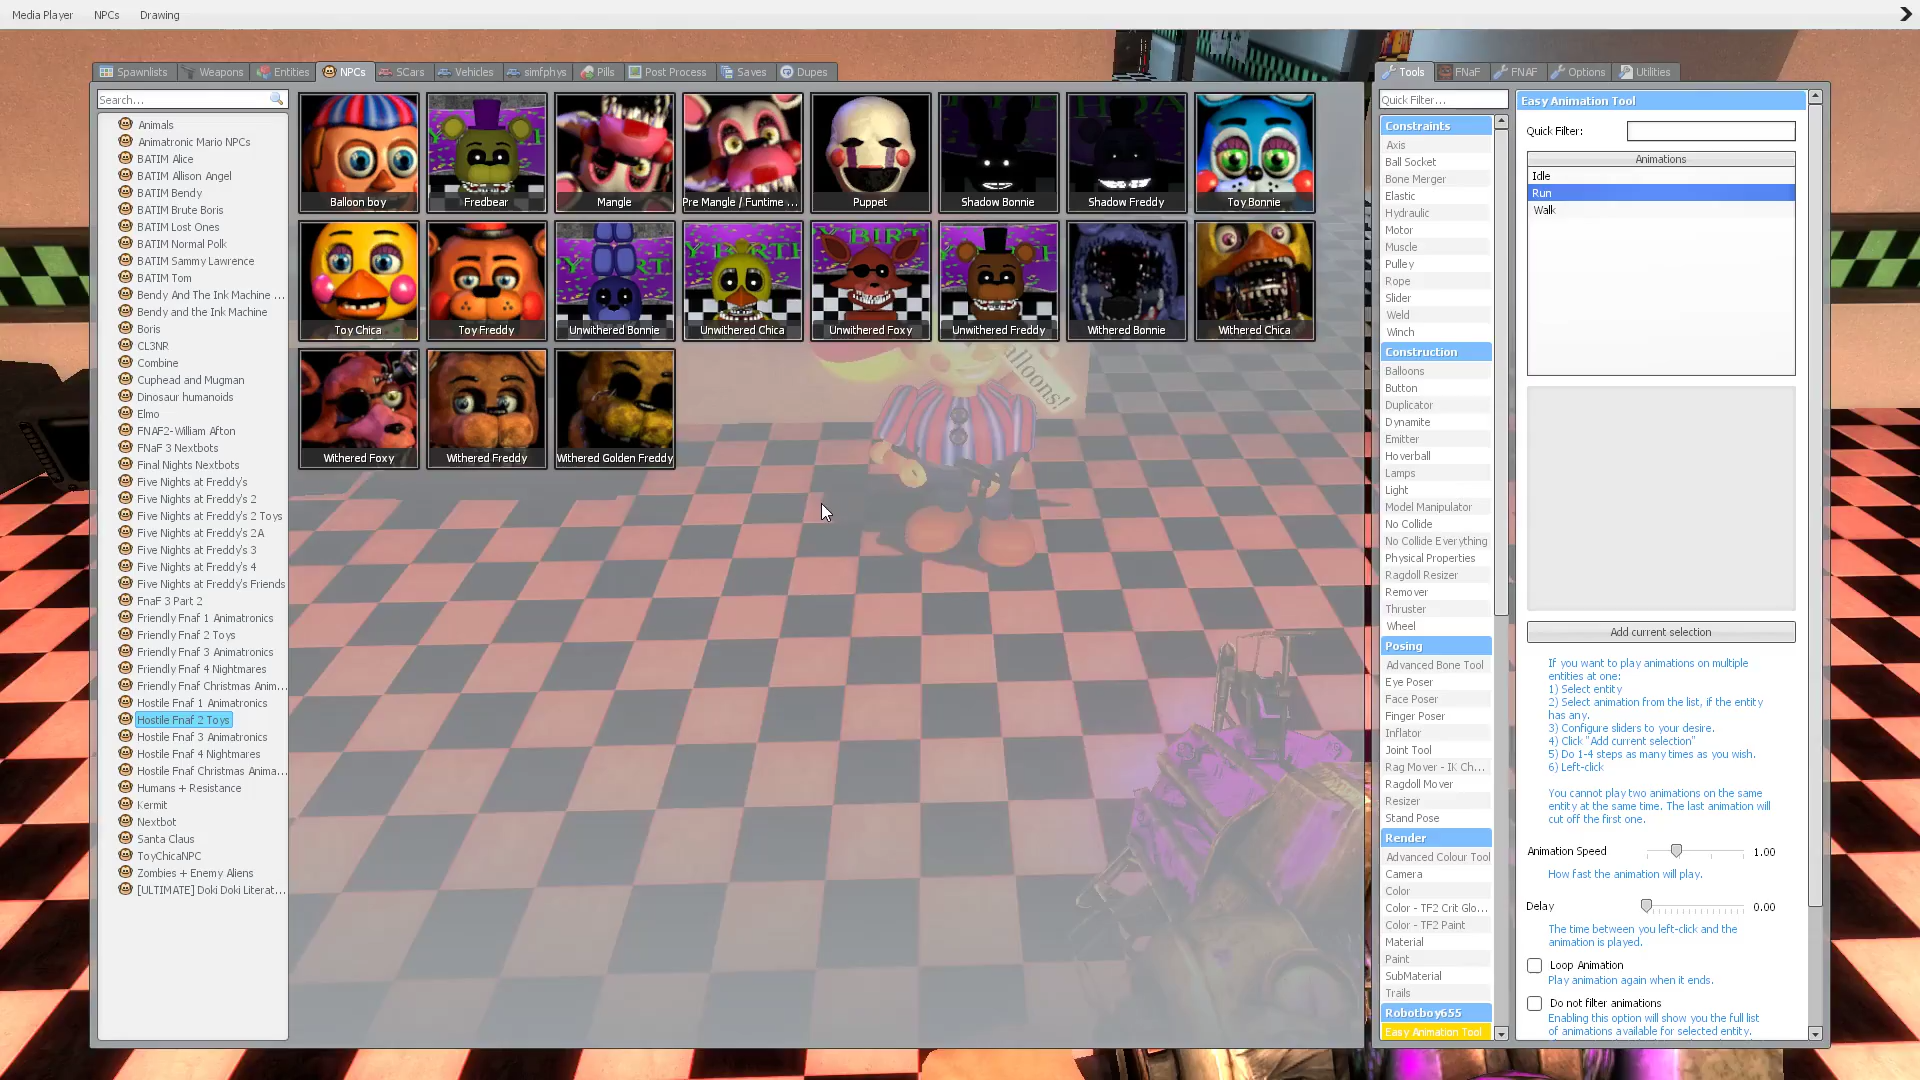 Media Player NPCs Drawing
Spawnlists Weapons Entities NPCs SCars Vehicles simfphys Pills Post Process Saves Dupes
Search...
Animals
Animatronic Mario NPCs
BATIM Alice
BATIM Allison Angel
BATIM Bendy
BATIM Brute Boris
BATIM Lost Ones
BATIM Normal Polk
BATIM Sammy Lawrence
BATIM Tom
Bendy And The Ink Machine ...
Bendy and the Ink Machine
Boris
CL3NR
Combine
Cuphead and Mugman
Dinosaur humanoids
Elmo
FNAF2-William Afton
FNaF 3 Nextbots
Final Nights Nextbots
Five Nights at Freddy's
Five Nights at Freddy's 2
Five Nights at Freddy's 2 Toys
Five Nights at Freddy's 2A
Five Nights at Freddy's 3
Five Nights at Freddy's 4
Five Nights at Freddy's Friends
FnaF 3 Part 2
Friendly Fnaf 1 Animatronics
Friendly Fnaf 2 Toys
Friendly Fnaf 3 Animatronics
Friendly Fnaf 4 Nightmares
Friendly Fnaf Christmas Anim...
Hostile Fnaf 1 Animatronics
Hostile Fnaf 2 Toys
Hostile Fnaf 3 Animatronics
Hostile Fnaf 4 Nightmares
Hostile Fnaf Christmas Anima...
Humans + Resistance
Kermit
Nextbot
Santa Claus
ToyChicaNPC
Zombies + Enemy Aliens
[ULTIMATE] Doki Doki Literat...
Balloon boy Fredbear Mangle Pre Mangle / Funtime ... Puppet Shadow Bonnie Shadow Freddy Toy Bonnie
Toy Chica Toy Freddy Unwithered Bonnie Unwithered Chica Unwithered Foxy Unwithered Freddy Withered Bonnie Withered Chica
Withered Foxy Withered Freddy Withered Golden Freddy
alloons!
Tools FNaF FNAF Options Utilities
Quick Filter...
Constraints
Axis
Ball Socket
Bone Merger
Elastic
Hydraulic
Motor
Muscle
Pulley
Rope
Slider
Weld
Winch
Construction
Balloons
Button
Duplicator
Dynamite
Emitter
Hoverball
Lamps
Light
Model Manipulator
No Collide
No Collide Everything
Physical Properties
Ragdoll Resizer
Remover
Thruster
Wheel
Posing
Advanced Bone Tool
Eye Poser
Face Poser
Finger Poser
Inflator
Joint Tool
Rag Mover - IK Ch...
Ragdoll Mover
Resizer
Stand Pose
Render
Advanced Colour Tool
Camera
Color
Color - TF2 Crit Glo...
Color - TF2 Paint
Material
Paint
SubMaterial
Trails
Robotboy655
Easy Animation Tool
Easy Animation Tool
Quick Filter:
Animations
Idle
Run
Walk
Add current selection
If you want to play animations on multiple
entities at one:
1) Select entity
2) Select animation from the list, if the entity
has any.
3) Configure sliders to your desire.
4) Click "Add current selection"
5) Do 1-4 steps as many times as you wish.
6) Left-click
You cannot play two animations on the same
entity at the same time. The last animation will
cut off the first one.
Animation Speed 1.00
How fast the animation will play.
Delay 0.00
The time between you left-click and the
animation is played.
Loop Animation
Play animation again when it ends.
Do not filter animations
Enabling this option will show you the full list
of animations available for selected entity.